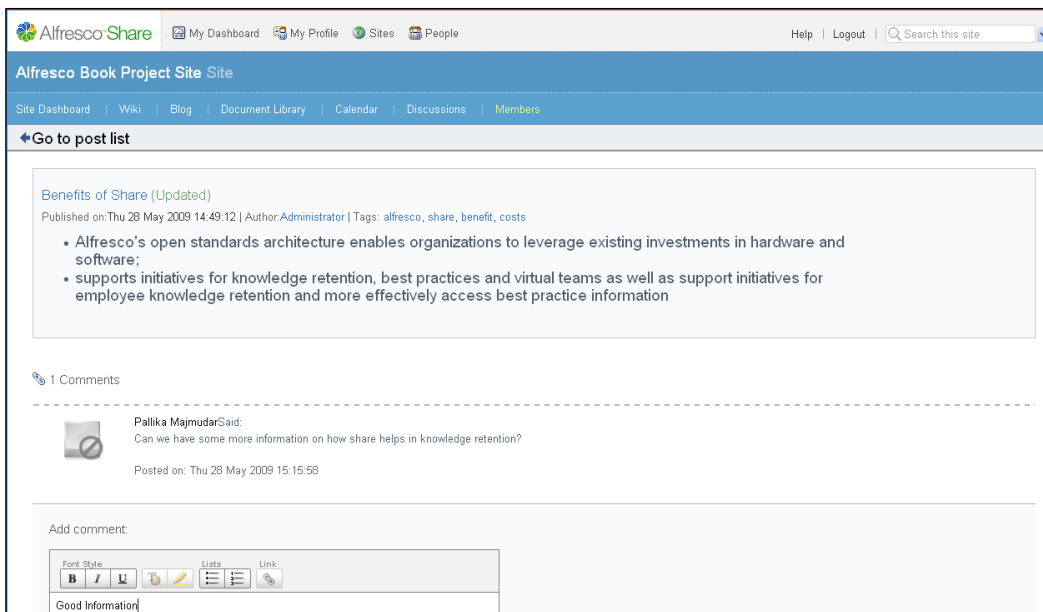 Alfresco Share My Dashboard My Profile Sites People Help | Logout | Search this site
Alfresco Book Project Site Site
Site Dashboard | Wiki | Blog | Document Library | Calendar | Discussions | Members
Go to post list
Benefits of Share (Updated)
Published on:Thu 28 May 2009 14:49:12 | Author:Administrator | Tags: alfresco, share, benefit, costs
• Alfresco's open standards architecture enables organizations to leverage existing investments in hardware and
software;
• supports initiatives for knowledge retention, best practices and virtual teams as well as support initiatives for
employee knowledge retention and more effectively access best practice information
1 Comments
Pallika MajmudarSaid:
Can we have some more information on how share helps in knowledge retention?
Posted on: Thu 28 May 2009 15:15:58
Add comment:
Font Style Lists Link
B I U
Good Information